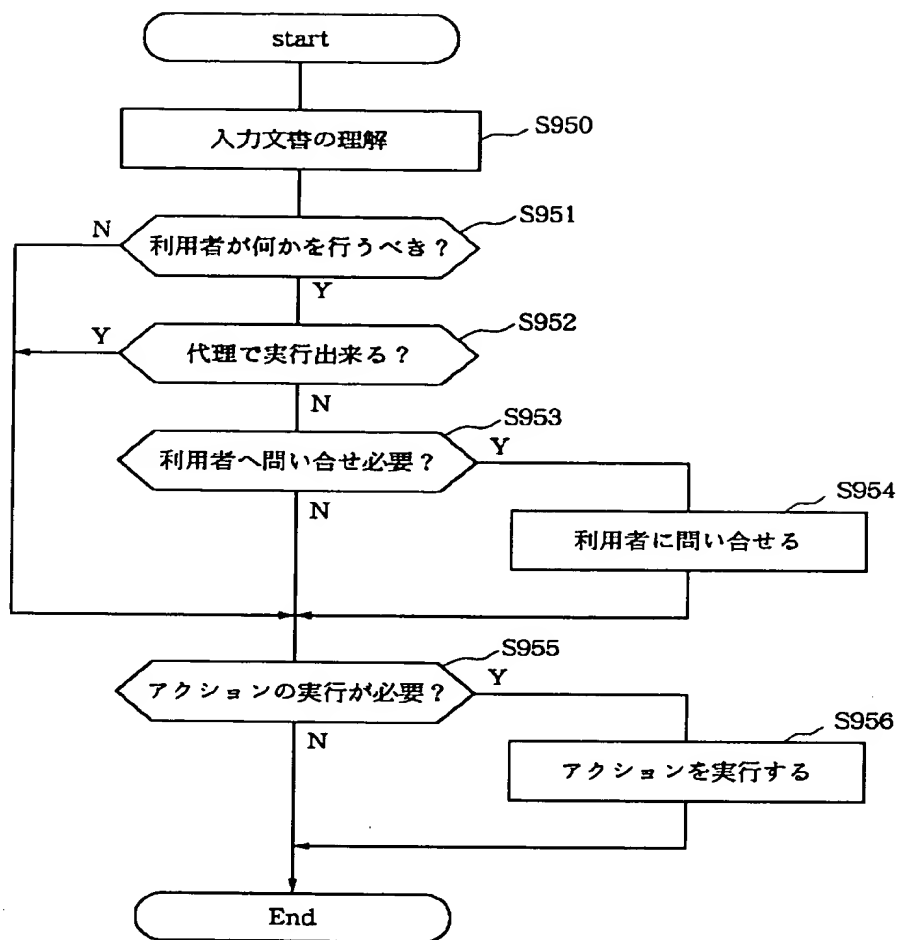 start
入力文書の理解
S950
S951
N
利用者が何かを行うべき？
Y
S952
Y
代理で実行出来る？
N
S953
Y
利用者へ問い合せ必要？
N
S954
利用者に問い合せる
S955
Y
アクションの実行が必要？
N
S956
アクションを実行する
End